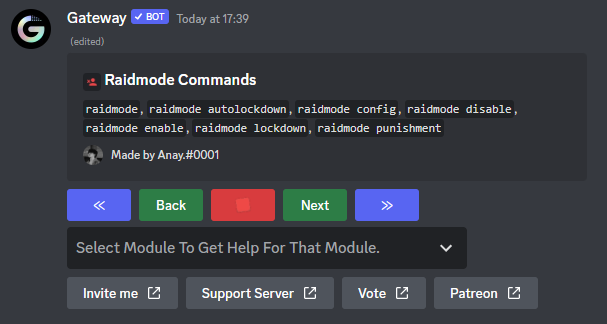 Gateway ✓ BOT Today at 17:39
(edited)
Raidmode Commands
raidmode, raidmode autolockdown, raidmode config, raidmode disable,
raidmode enable, raidmode lockdown, raidmode punishment
Made by Anay.#0001
« Back Next »
Select Module To Get Help For That Module.
Invite me Support Server Vote Patreon